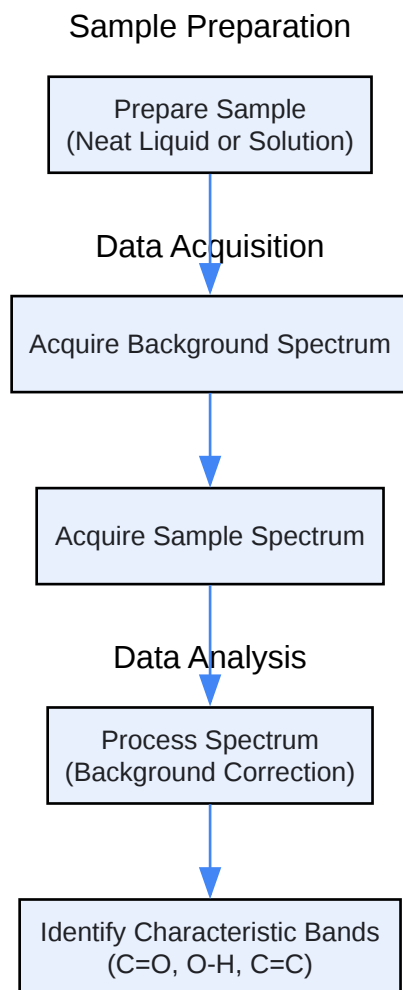 Sample Preparation
Prepare Sample
(Neat Liquid or Solution)
Data Acquisition
Acquire Background Spectrum
Acquire Sample Spectrum
Data Analysis
Process Spectrum
(Background Correction)
Identify Characteristic Bands
(C=O, O-H, C=C)